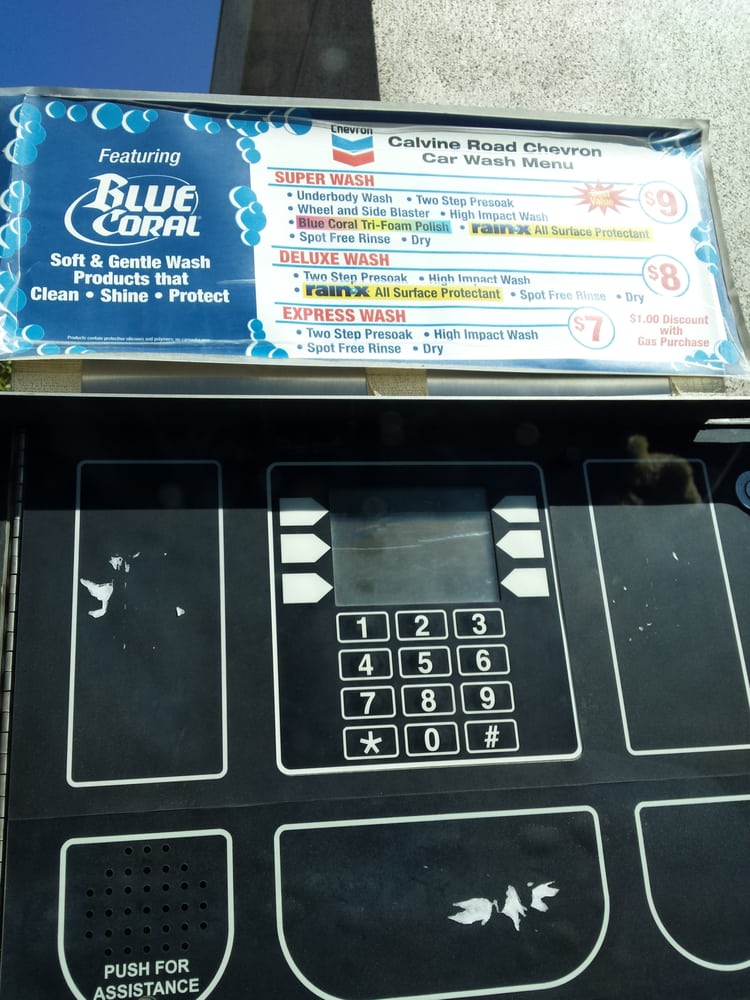 Featuring
BLUE
CORAL
Soft & Gentle Wash
Products that
Clean • Shine • Protect
Chevron
Calvine Road Chevron
Car Wash Menu
SUPER WASH
• Underbody Wash • Two Step Presoak
• Wheel and Side Blaster • High Impact Wash
• Blue Coral Tri-Foam Polish • rain-x All Surface Protectant
• Spot Free Rinse • Dry
Value
$9
DELUXE WASH
• Two Step Presoak • High Impact Wash
• rain-x All Surface Protectant • Spot Free Rinse • Dry
$8
EXPRESS WASH
• Two Step Presoak • High Impact Wash
• Spot Free Rinse • Dry
$7
$1.00 Discount
with
Gas Purchase
1 2 3
4 5 6
7 8 9
* 0 #
PUSH FOR
ASSISTANCE